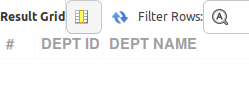 Result Grid Filter Rows:
# DEPT ID DEPT NAME